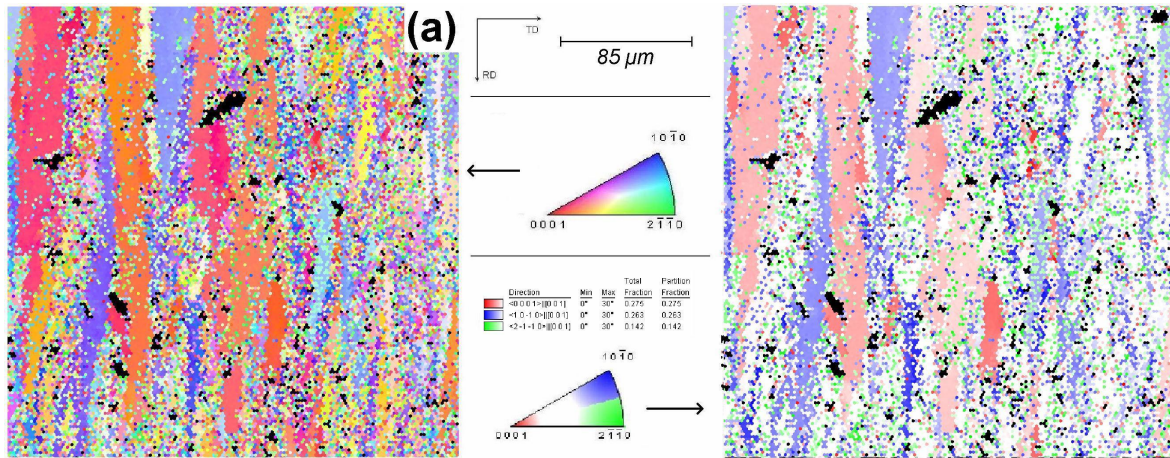 (a)
TD
RD
85 µm
1 0 1̄ 0
0 0 0 1
2 1̄ 1̄ 0
Total Partition
Direction Min Max Fraction Fraction
<0 0 0 1>||[0 0 1] 0° 30° 0.275 0.275
<1 0 -1 0>||[0 0 1] 0° 30° 0.263 0.263
<2 -1 -1 0>||[0 0 1] 0° 30° 0.142 0.142
1 0 1̄ 0
0 0 0 1
2 1̄ 1̄ 0